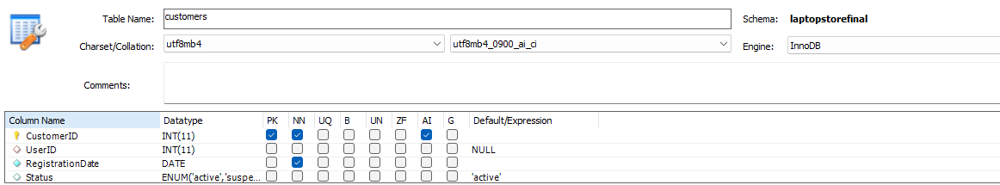 Table Name: customers Schema: laptopstorefinal
Charset/Collation: utf8mb4 utf8mb4_0900_ai_ci Engine: InnoDB
Comments:
Column Name Datatype PK NN UQ B UN ZF AI G Default/Expression
CustomerID INT(11)
UserID INT(11) NULL
RegistrationDate DATE
Status ENUM('active','suspe... 'active'